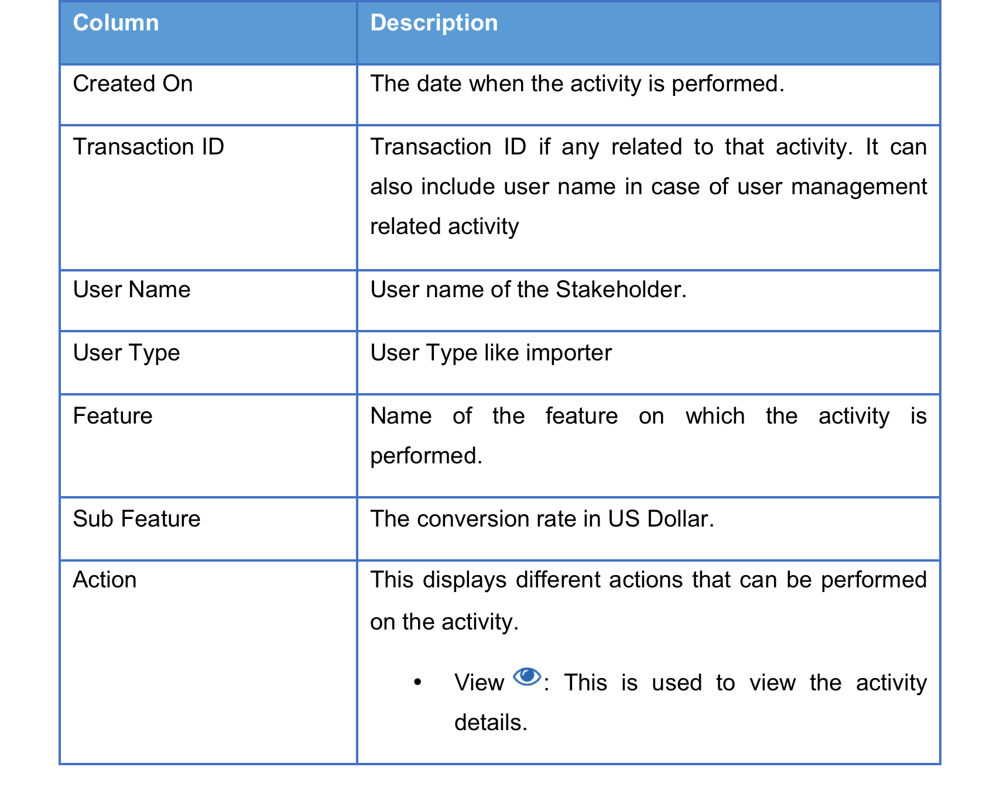 Column
Description
Created On
The date when the activity is performed.
Transaction ID
Transaction ID if any related to that activity. It can
also include user name in case of user management
related activity
User Name
User name of the Stakeholder.
User Type
User Type like importer
Feature
Name of the feature on which the activity is
performed.
Sub Feature
The conversion rate in US Dollar.
Action
This displays different actions that can be performed
on the activity.
• View : This is used to view the activity
details.